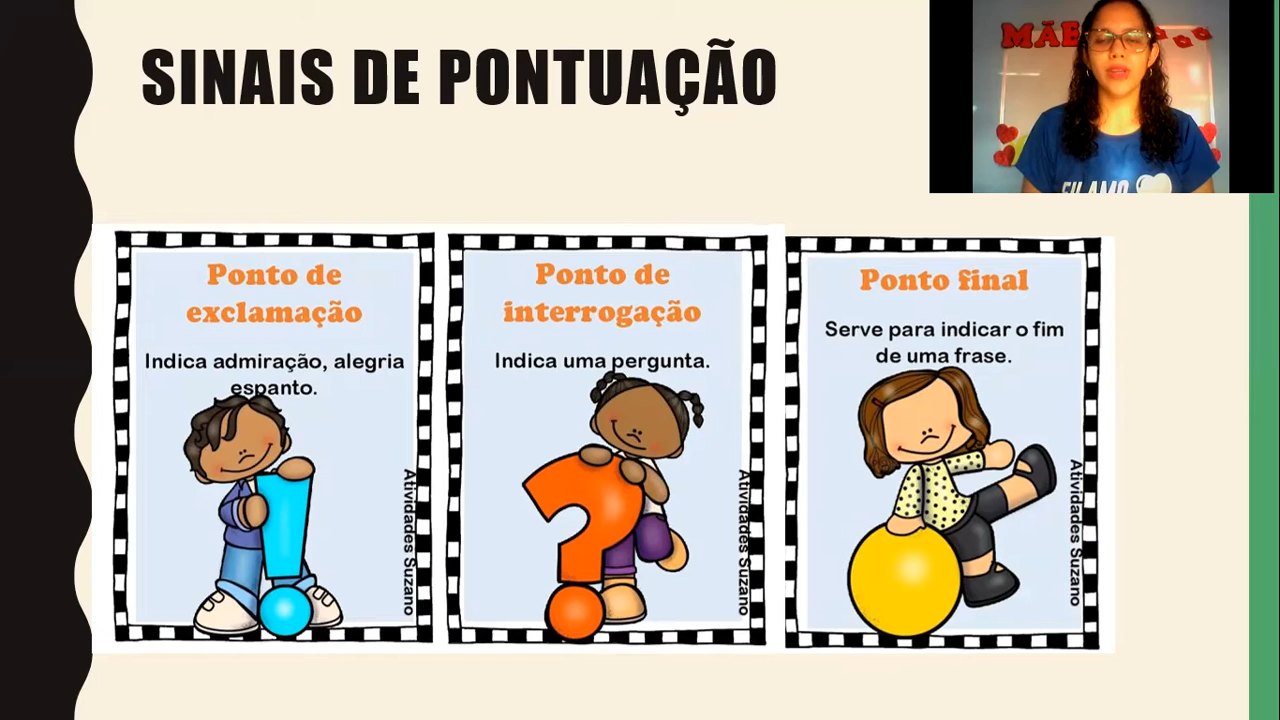 SINAIS DE PONTUAÇÃO
MÃE
Ponto de
exclamação
Indica admiração, alegria
espanto.
Atividades Suzano
Ponto de
interrogação
Indica uma pergunta.
Atividades Suzano
Ponto final
Serve para indicar o fim
de uma frase.
Atividades Suzano